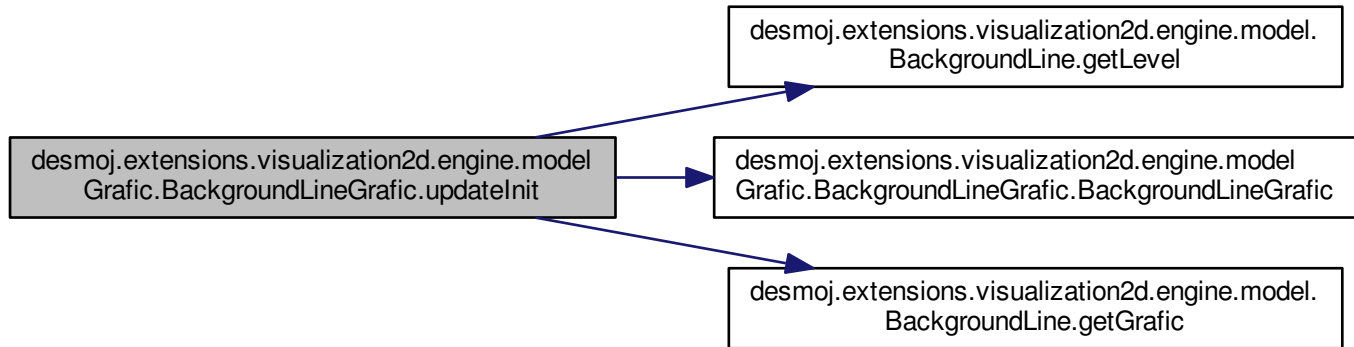 desmoj.extensions.visualization2d.engine.model.
BackgroundLine.getLevel
desmoj.extensions.visualization2d.engine.model
Grafic.BackgroundLineGrafic.updateInit
desmoj.extensions.visualization2d.engine.model
Grafic.BackgroundLineGrafic.BackgroundLineGrafic
desmoj.extensions.visualization2d.engine.model.
BackgroundLine.getGrafic